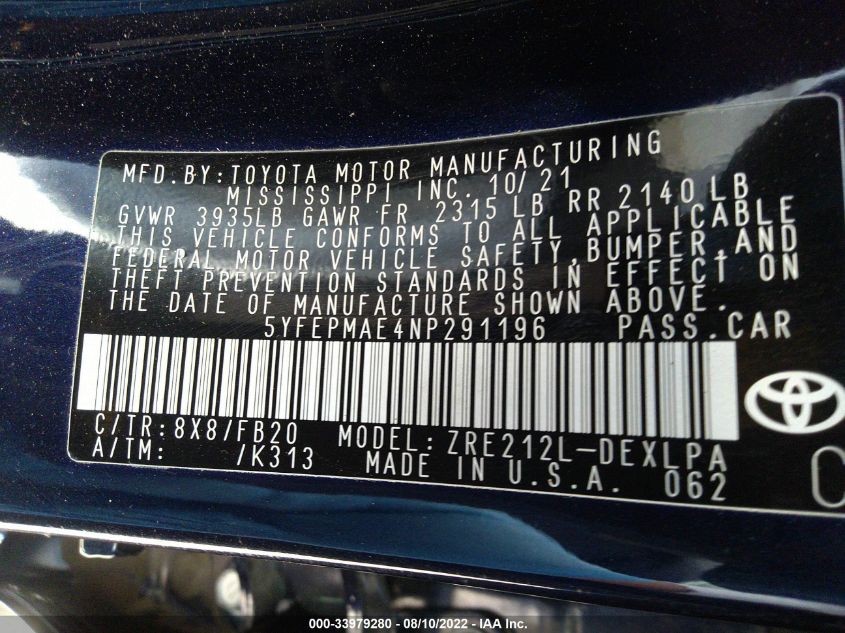 MFD.BY:TOYOTA MOTOR MANUFACTURING
MISSISSIPPI INC. 10/21
GVWR 3935LB GAWR FR 2315 LB RR 2140 LB
THIS VEHICLE CONFORMS TO ALL APPLICABLE
FEDERAL MOTOR VEHICLE SAFETY,BUMPER,AND
THEFT PREVENTION STANDARDS IN EFFECT ON
THE DATE OF MANUFACTURE SHOWN ABOVE.
5YFEPMAE4NP291196 PASS.CAR
C/TR:8X8/FB20 MODEL:ZRE212L-DEXLPA
A/TM: /K313 MADE IN U.S.A. 062
C
000-33979280 - 08/10/2022 - IAA Inc.